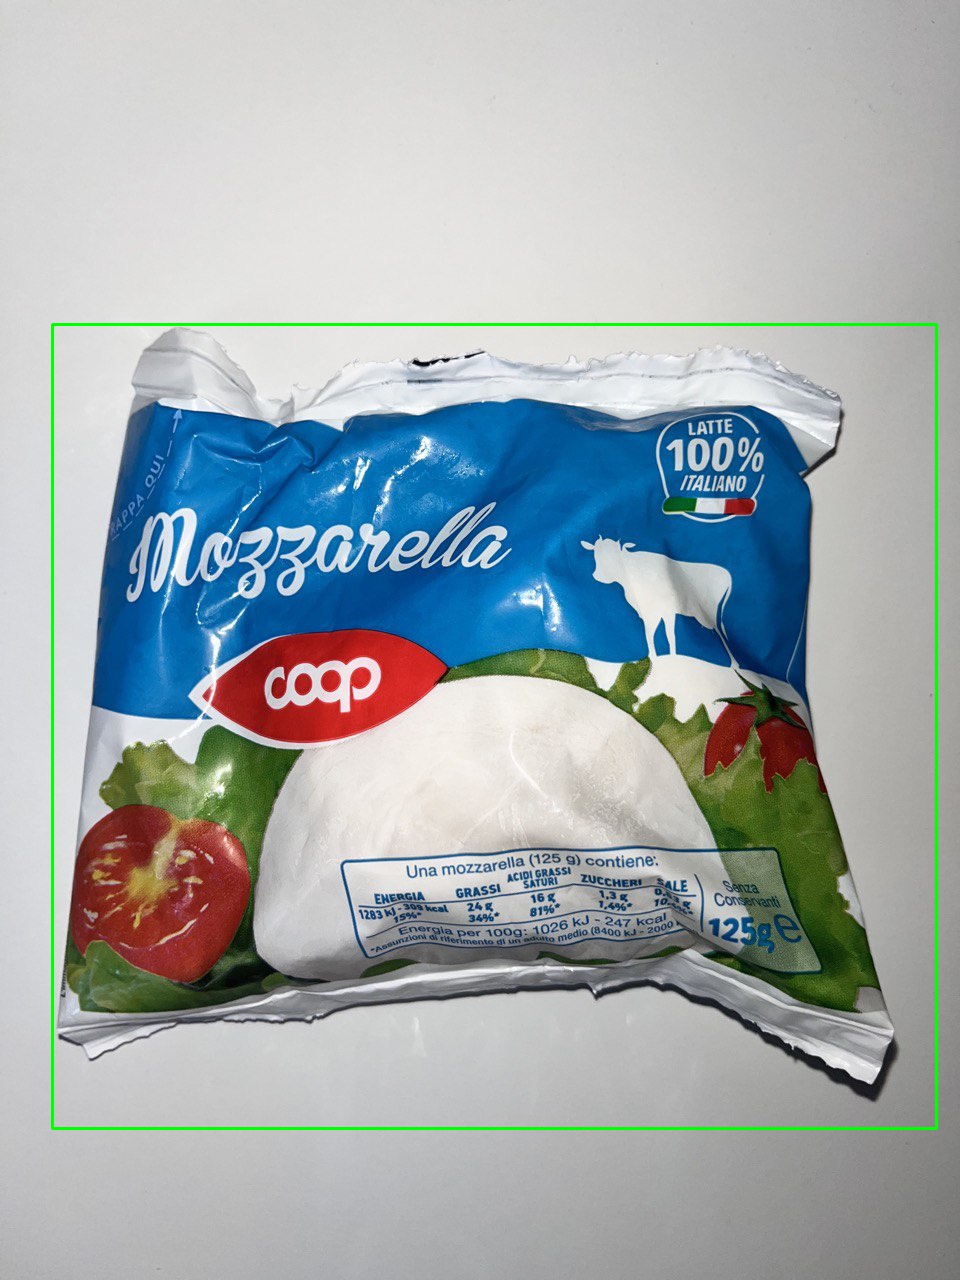 LATTE
100%
ITALIANO
QUI
Mozzarella
coop
Una mozzarella (125 g) contiene:
ENERGIA GRASSI ACIDI GRASSI SATURI ZUCCHERI SALE
1283 kJ - 309 kcal 24 g 16 g 1,3 g
15%* 34%* 81%* 1,4%*
Energia per 100g: 1026 kJ - 247 kcal
*Assunzioni di riferimento di un adulto medio (8400 kJ - 2000
Senza
Conservanti
125g e